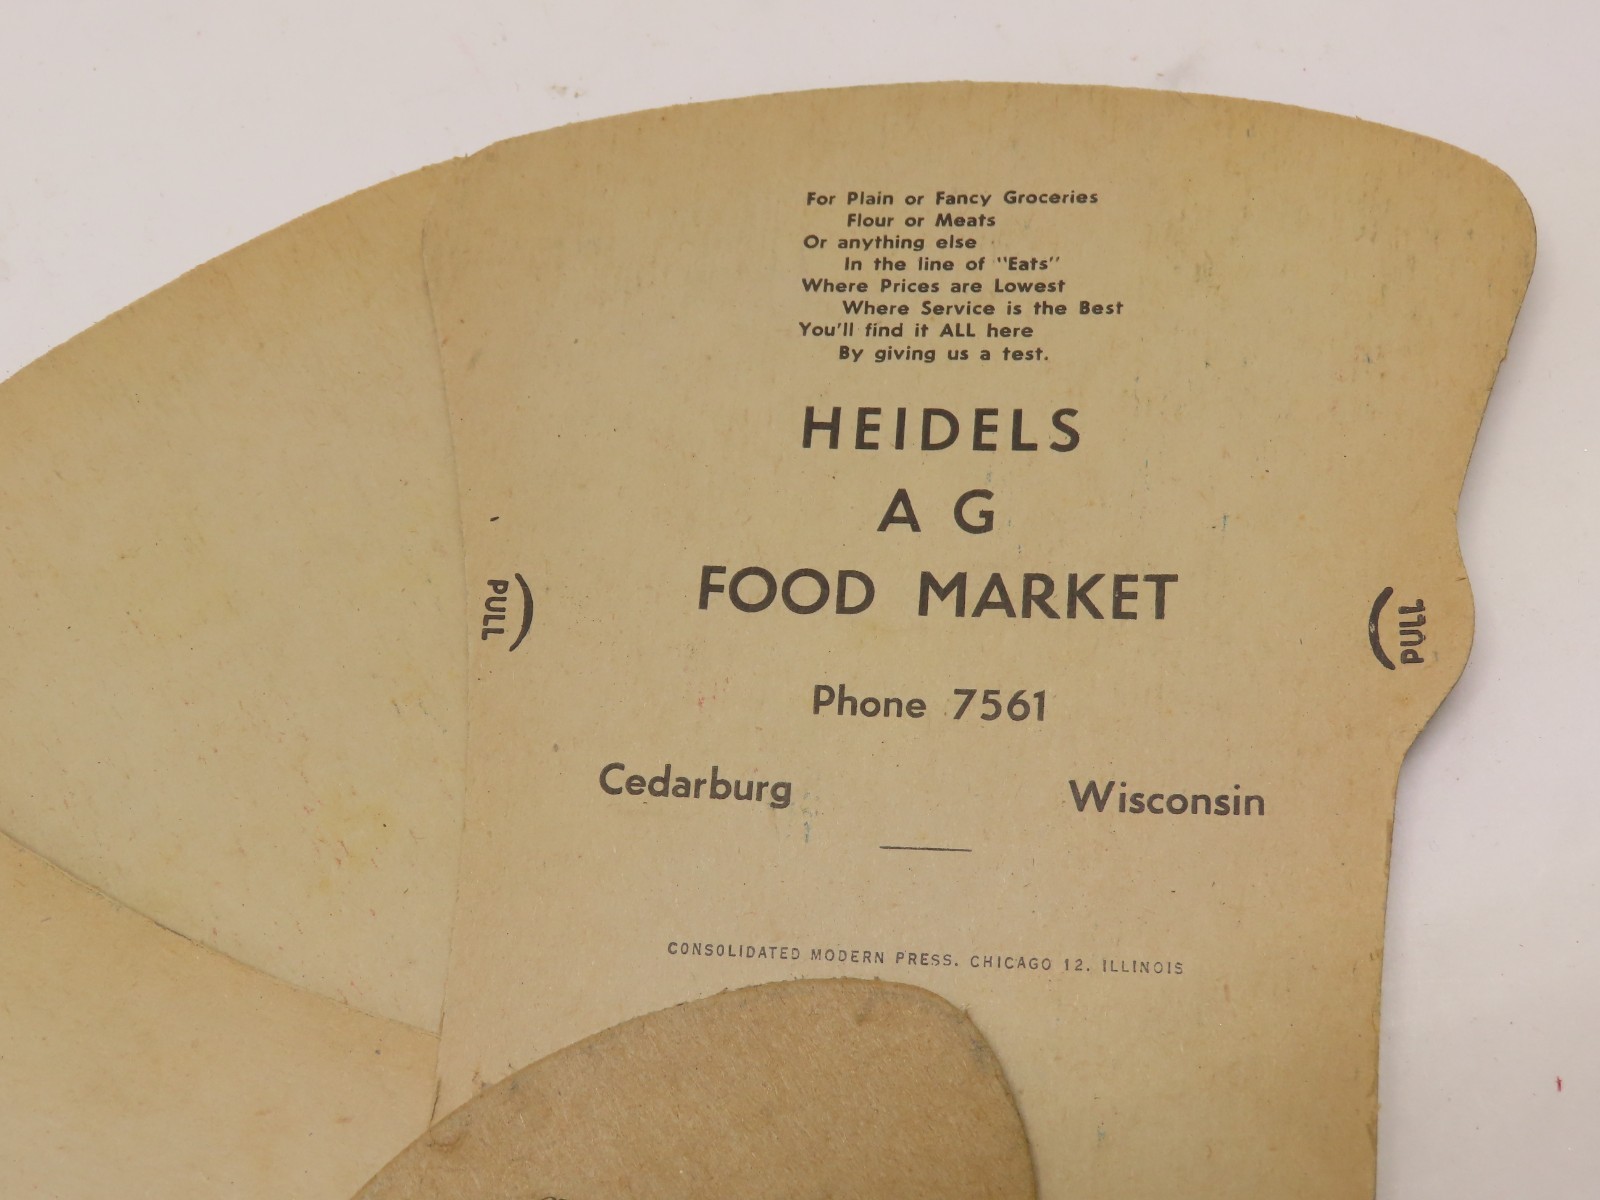 For Plain or Fancy Groceries
Flour or Meats
Or anything else
In the line of "Eats"
Where Prices are Lowest
Where Service is the Best
You'll find it ALL here
By giving us a test.
HEIDELS
A G
FOOD MARKET
PULL
PULL
Phone 7561
Cedarburg Wisconsin
CONSOLIDATED MODERN PRESS. CHICAGO 12. ILLINOIS